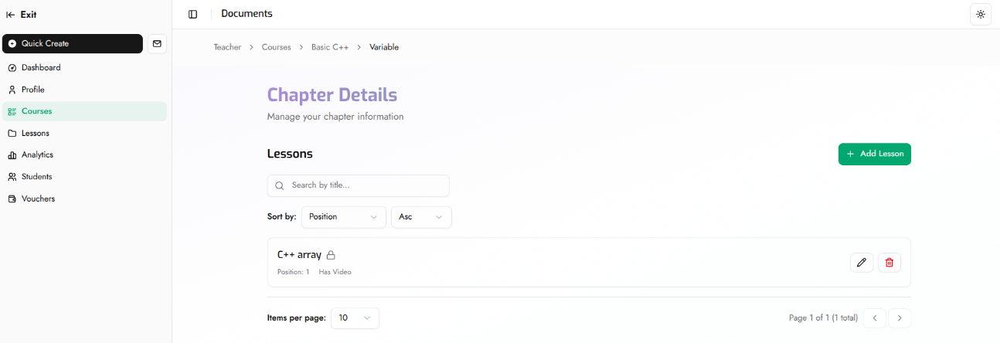 Exit
Documents
Quick Create
Dashboard
Profile
Courses
Lessons
Analytics
Students
Vouchers
Teacher > Courses > Basic C++ > Variable
Chapter Details
Manage your chapter information
Lessons
+ Add Lesson
Search by title...
Sort by: Position Asc
C++ array
Position: 1 Has Video
Items per page: 10
Page 1 of 1 (1 total)